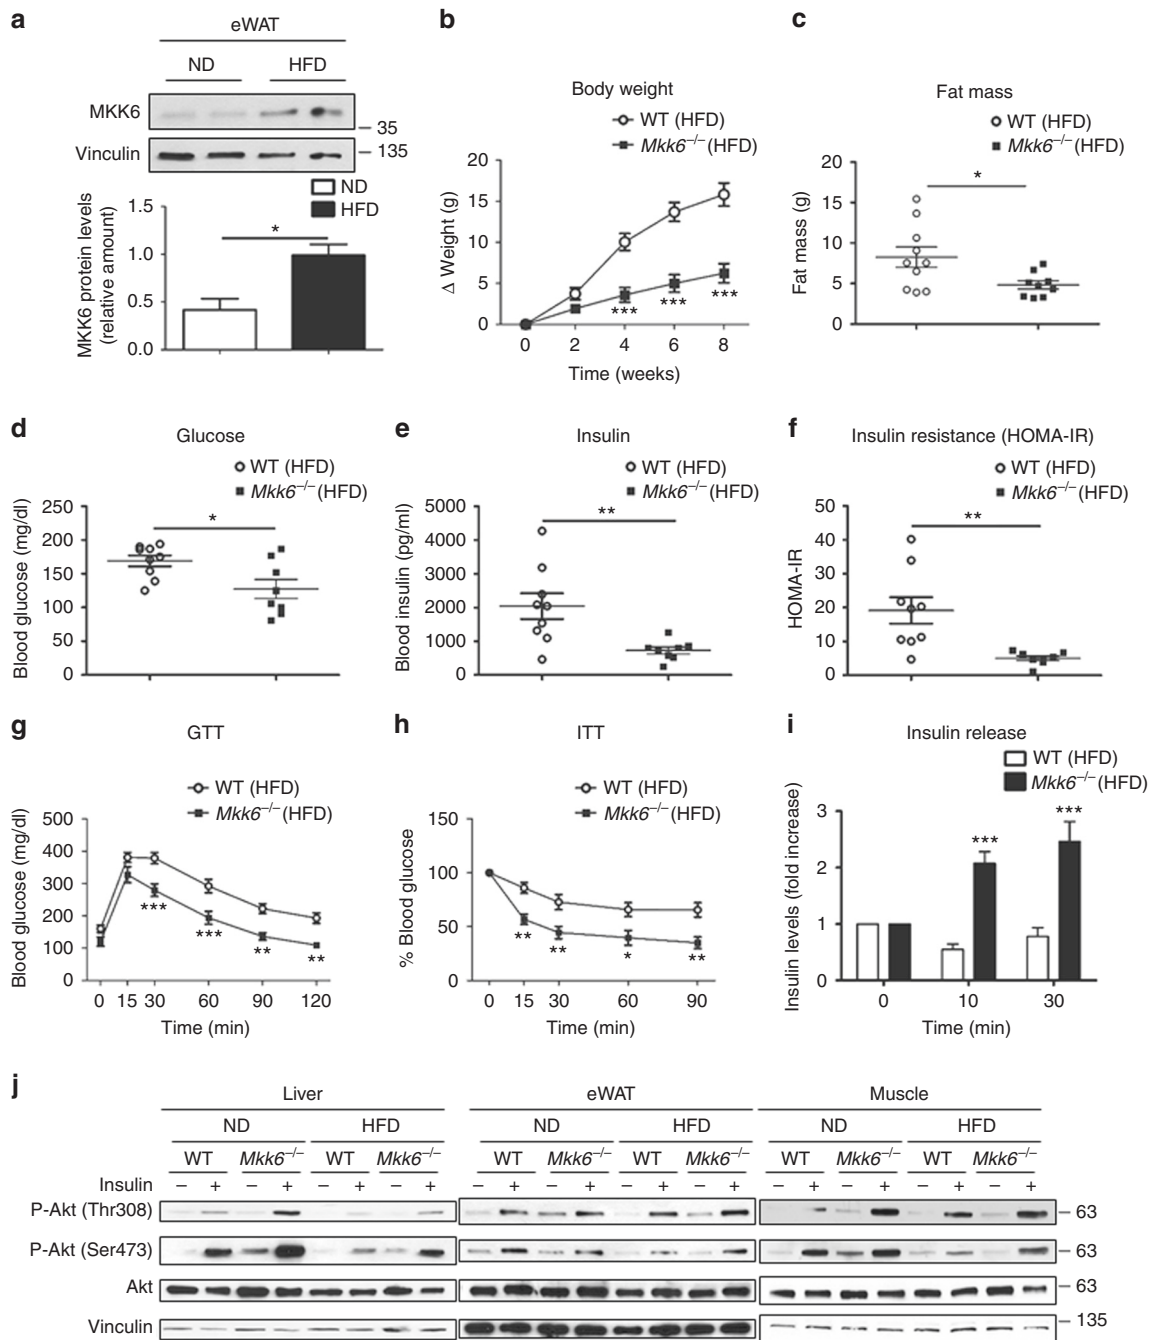 a
eWAT
ND HFD
MKK6
35
Vinculin
135
ND
HFD
MKK6 protein levels
(relative amount)
1.5
1.0
0.5
0.0
*
b
Body weight
WT (HFD)
Mkk6–/– (HFD)
Δ Weight (g)
20
15
10
5
0
*** *** ***
0 2 4 6 8
Time (weeks)
c
Fat mass
WT (HFD)
Mkk6–/– (HFD)
Fat mass (g)
20
15
10
5
0
*
d
Glucose
WT (HFD)
Mkk6–/– (HFD)
Blood glucose (mg/dl)
250
200
150
100
50
0
*
e
Insulin
WT (HFD)
Mkk6–/– (HFD)
Blood insulin (pg/ml)
5000
4000
3000
2000
1000
0
**
f
Insulin resistance (HOMA-IR)
WT (HFD)
Mkk6–/– (HFD)
HOMA-IR
50
40
30
20
10
0
**
g
GTT
WT (HFD)
Mkk6–/– (HFD)
Blood glucose (mg/dl)
500
400
300
200
100
0
*** *** ** **
0 15 30 60 90 120
Time (min)
h
ITT
WT (HFD)
Mkk6–/– (HFD)
% Blood glucose
150
100
50
0
** ** * **
0 15 30 60 90
Time (min)
i
Insulin release
WT (HFD)
Mkk6–/– (HFD)
Insulin levels (fold increase)
3
2
1
0
*** ***
0 10 30
Time (min)
j
Liver eWAT Muscle
ND HFD ND HFD ND HFD
WT Mkk6–/– WT Mkk6–/– WT Mkk6–/– WT Mkk6–/– WT Mkk6–/– WT Mkk6–/–
Insulin – + – + – + – + – + – + – + – + – + – + – + – +
P-Akt (Thr308) 63
P-Akt (Ser473) 63
Akt 63
Vinculin 135